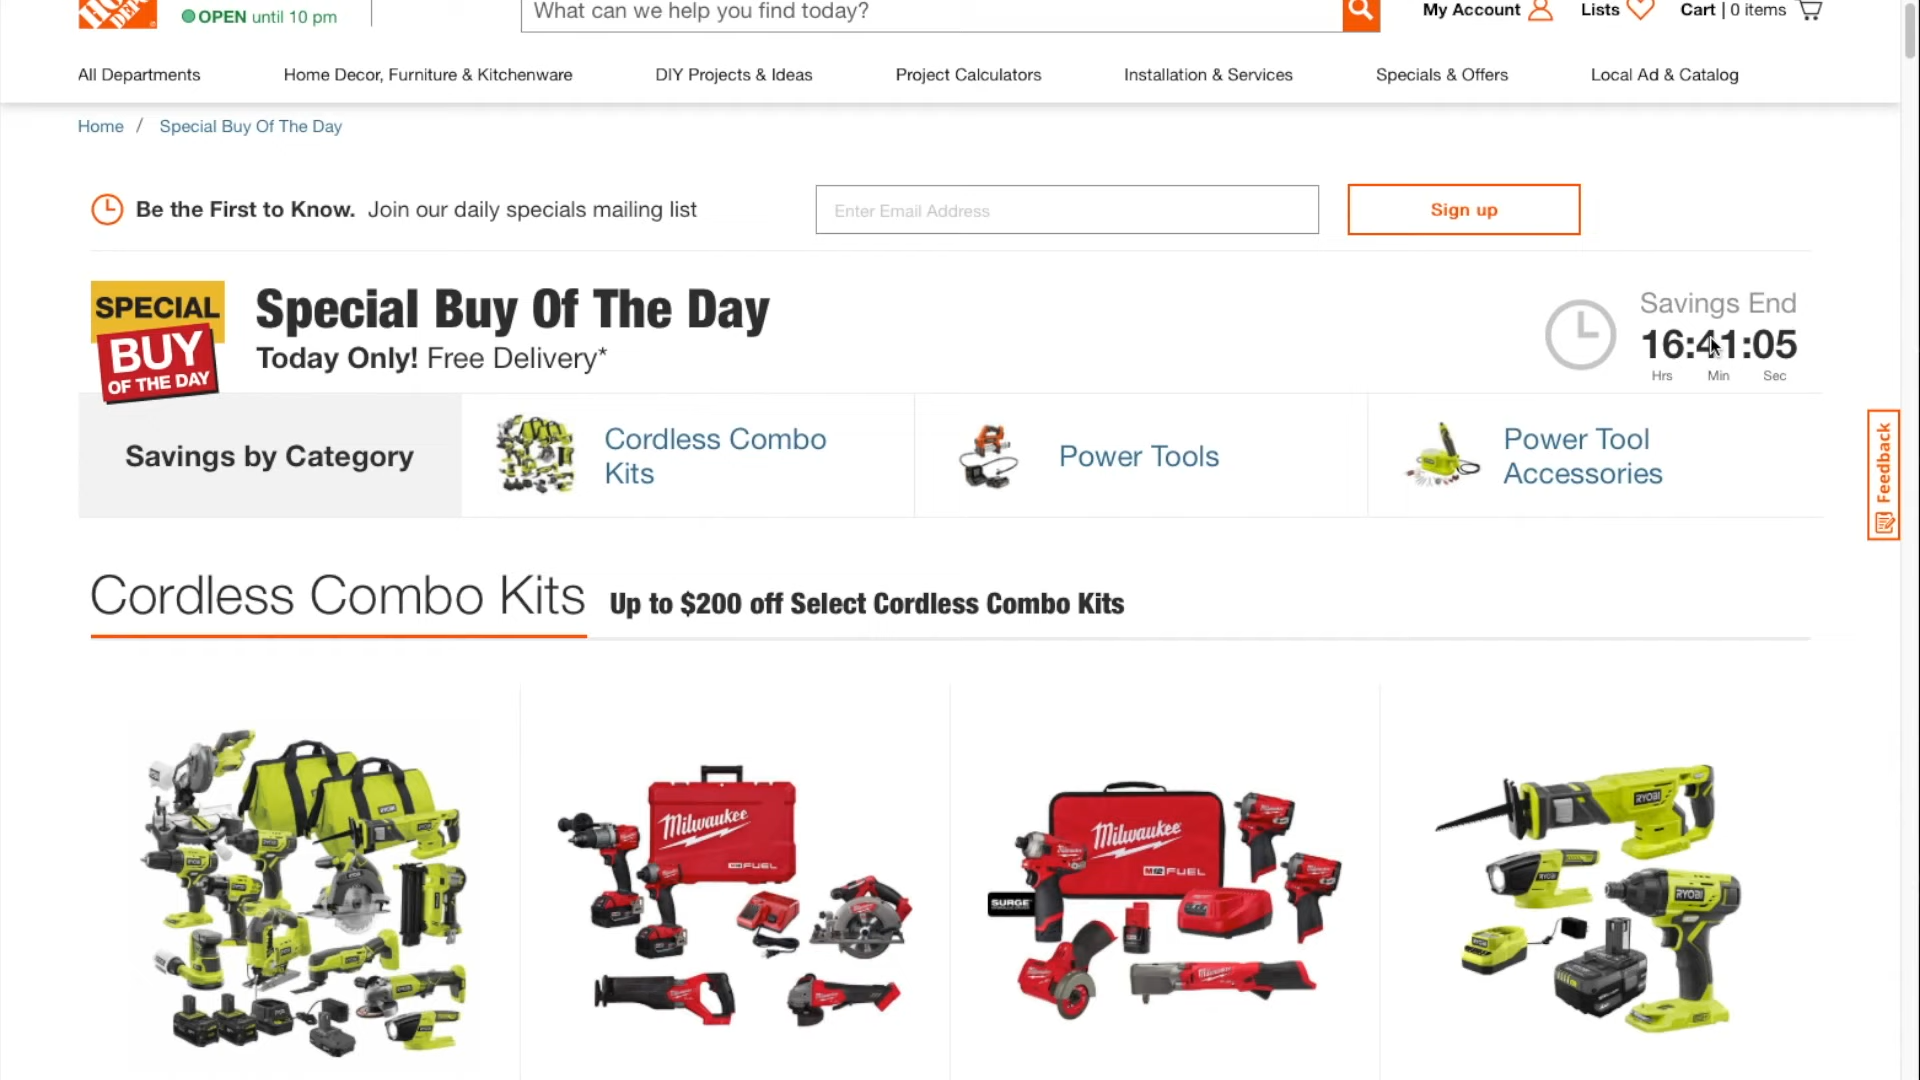 OPEN until 10 pm
What can we help you find today?
My Account
Lists
Cart | 0 items
All Departments
Home Decor, Furniture & Kitchenware
DIY Projects & Ideas
Project Calculators
Installation & Services
Specials & Offers
Local Ad & Catalog
Home / Special Buy Of The Day
Be the First to Know. Join our daily specials mailing list
Enter Email Address
Sign up
SPECIAL
BUY
OF THE DAY
Special Buy Of The Day
Today Only! Free Delivery*
Savings End
16:41:05
Hrs Min Sec
Savings by Category
Cordless Combo
Kits
Power Tools
Power Tool
Accessories
Feedback
Cordless Combo Kits
Up to $200 off Select Cordless Combo Kits
Milwaukee
FUEL
Milwaukee
M12 FUEL
SURGE
RYOBI
RYOBI
RYOBI